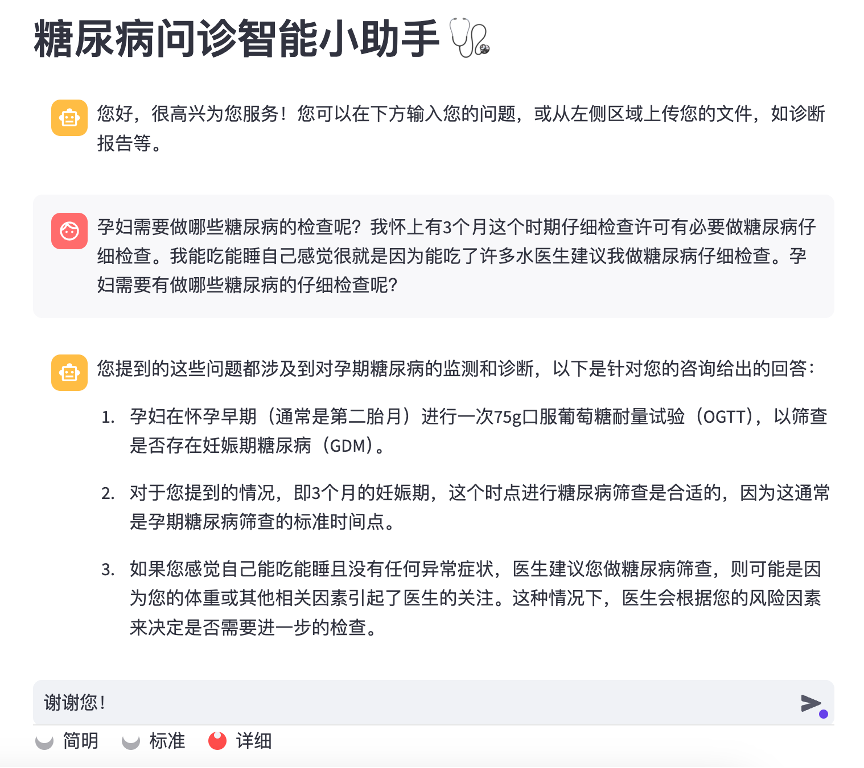 糖尿病问诊智能小助手
您好，很高兴为您服务！您可以在下方输入您的问题，或从左侧区域上传您的文件，如诊断
报告等。
孕妇需要做哪些糖尿病的检查呢？我怀上有3个月这个时期仔细检查许可有必要做糖尿病仔
细检查。我能吃能睡自己感觉很就是因为能吃了许多水医生建议我做糖尿病仔细检查。孕
妇需要有做哪些糖尿病的仔细检查呢？
您提到的这些问题都涉及到对孕期糖尿病的监测和诊断，以下是针对您的咨询给出的回答：
1. 孕妇在怀孕早期（通常是第二胎月）进行一次75g口服葡萄糖耐量试验（OGTT），以筛查
是否存在妊娠期糖尿病（GDM）。
2. 对于您提到的情况，即3个月的妊娠期，这个时点进行糖尿病筛查是合适的，因为这通常
是孕期糖尿病筛查的标准时间点。
3. 如果您感觉自己能吃能睡且没有任何异常症状，医生建议您做糖尿病筛查，则可能是因
为您的体重或其他相关因素引起了医生的关注。这种情况下，医生会根据您的风险因素
来决定是否需要进一步的检查。
谢谢您！
简明 标准 详细